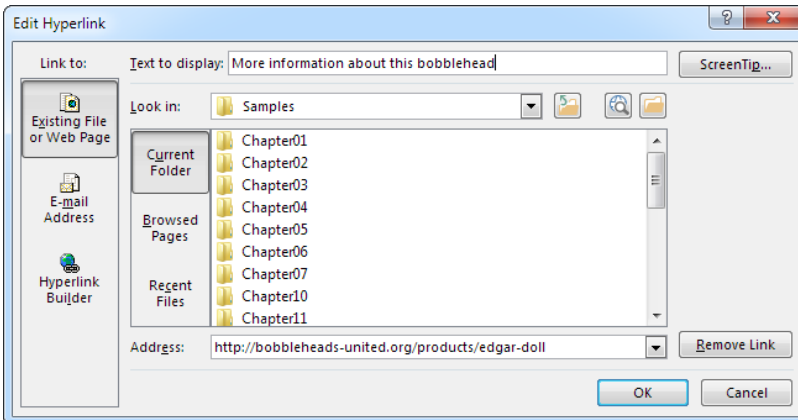 Edit Hyperlink
?
Link to:
Text to display: More information about this bobblehead
ScreenTip...
Existing File
or Web Page
E-mail
Address
Hyperlink
Builder
Look in: Samples
Current
Folder
Browsed
Pages
Recent
Files
Chapter01
Chapter02
Chapter03
Chapter04
Chapter05
Chapter06
Chapter07
Chapter10
Chapter11
Address: http://bobbleheads-united.org/products/edgar-doll
Remove Link
OK
Cancel